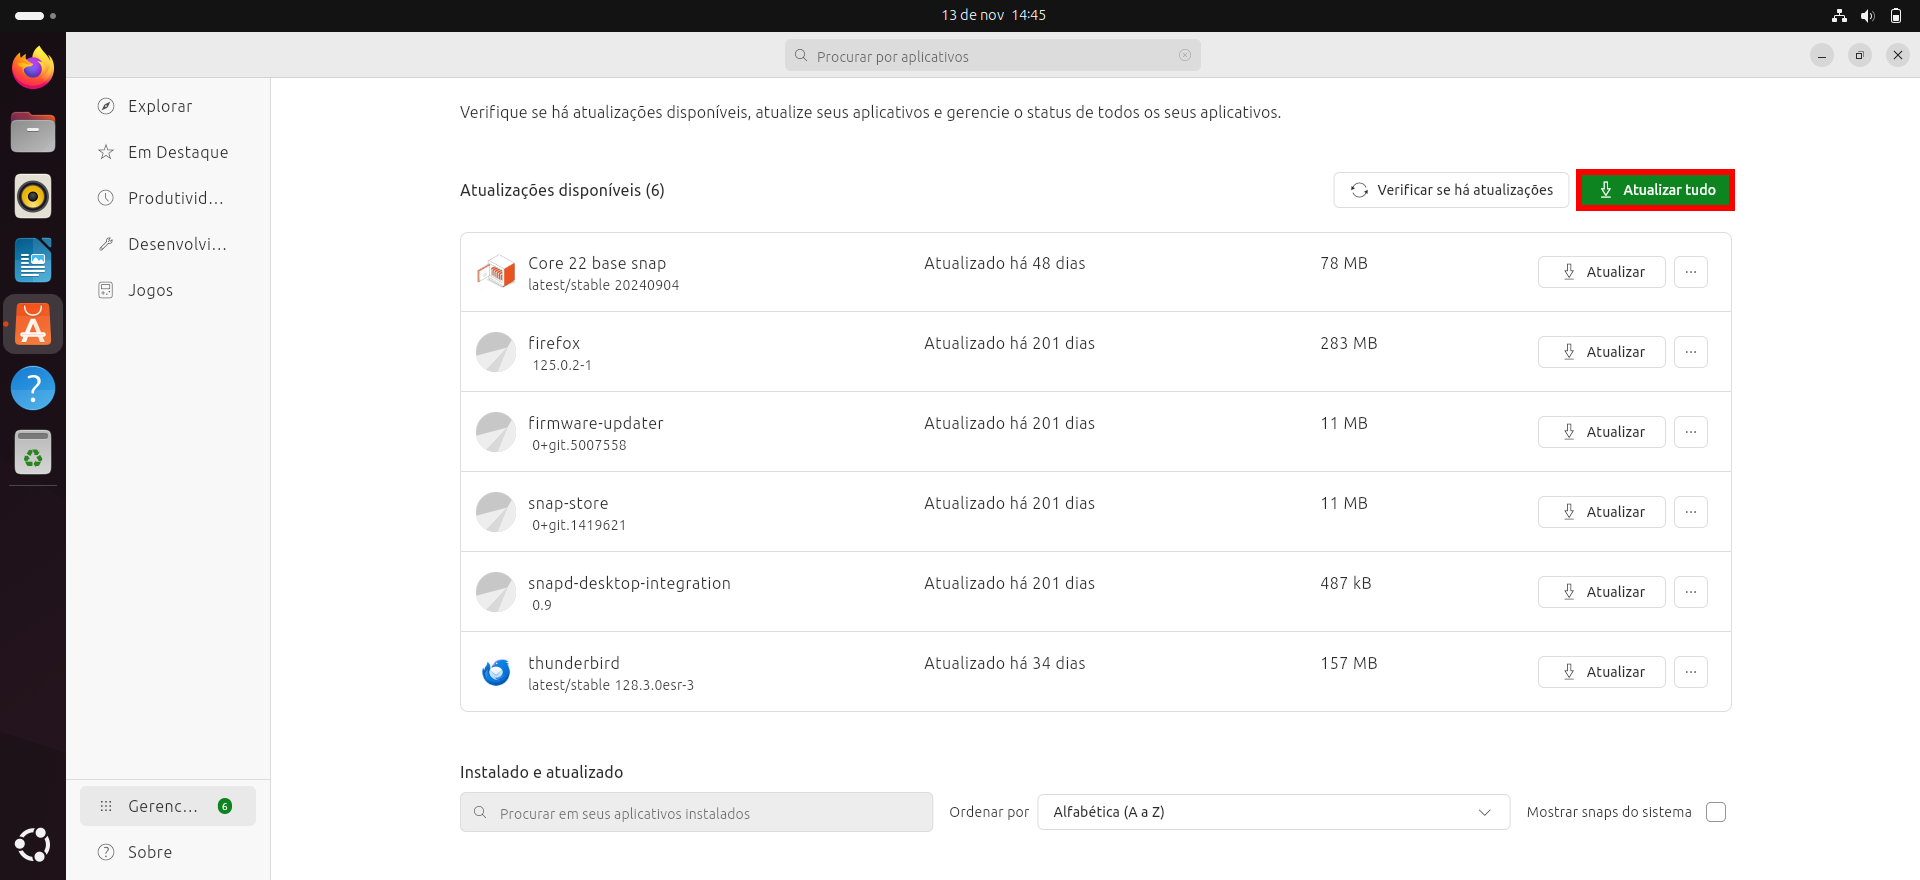 13 de nov 14:45
Procurar por aplicativos
Explorar
Em Destaque
Produtivid...
Desenvolvi...
Jogos
Gerenc... 6
Sobre
Verifique se há atualizações disponíveis, atualize seus aplicativos e gerencie o status de todos os seus aplicativos.
Atualizações disponíveis (6) Verificar se há atualizações Atualizar tudo
Core 22 base snap Atualizado há 48 dias 78 MB Atualizar ...
latest/stable 20240904
firefox Atualizado há 201 dias 283 MB Atualizar ...
125.0.2-1
firmware-updater Atualizado há 201 dias 11 MB Atualizar ...
0+git.5007558
snap-store Atualizado há 201 dias 11 MB Atualizar ...
0+git.1419621
snapd-desktop-integration Atualizado há 201 dias 487 kB Atualizar ...
0.9
thunderbird Atualizado há 34 dias 157 MB Atualizar ...
latest/stable 128.3.0esr-3
Instalado e atualizado
Procurar em seus aplicativos instalados Ordenar por Alfabética (A a Z) Mostrar snaps do sistema